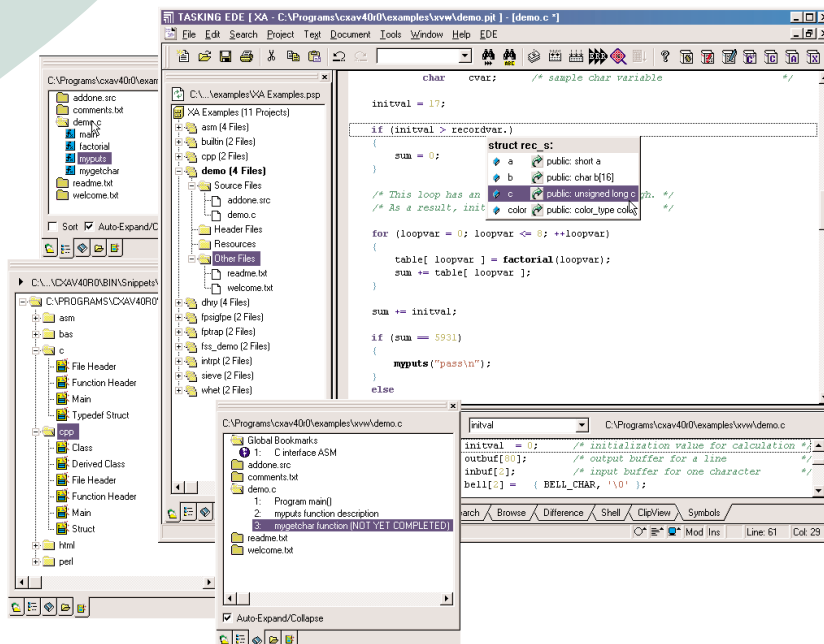 TASKING EDE [ XA - C:\Programs\cxav40r0\examples\xvw\demo.pjt ] - [demo.c *]
File Edit Search Project Text Document Tools Window Help EDE
C:\Programs\cxav40r0\exam
addone.src
comments.txt
demo.c
main
factorial
myputs
mygetchar
readme.txt
welcome.txt
Sort Auto-Expand/C
C:\...\CXAV40R0\BIN\Snippets\
C:\PROGRAMS\CXAV40R0\
asm
bas
c
File Header
Function Header
Main
Typedef Struct
cpp
Class
Derived Class
File Header
Function Header
Main
Struct
html
perl
C:\...\examples\XA Examples.psp
XA Examples (11 Projects)
asm (4 Files)
builtin (2 Files)
cpp (2 Files)
demo (4 Files)
Source Files
addone.src
demo.c
Header Files
Resources
Other Files
readme.txt
welcome.txt
dhry (4 Files)
fpsigfpe (2 Files)
fptrap (2 Files)
fss_demo (2 Files)
intrpt (2 Files)
sieve (2 Files)
whet (2 Files)
char cvar; /* sample char variable */
initval = 17;
if (initval > recordvar.)
{
sum = 0;
}
struct rec_s:
a public: short a
b public: char b[16]
c public: unsigned long c
color public: color_type color
/* This loop has an gh. */
/* As a result, init */
for (loopvar = 0; loopvar <= 8; ++loopvar)
{
table[ loopvar ] = factorial(loopvar);
sum += table[ loopvar ];
}
sum += initval;
if (sum == 5931)
{
myputs("pass\n");
}
else
C:\Programs\cxav40r0\examples\xvw\demo.c
Global Bookmarks
1: C interface ASM
addone.src
comments.txt
demo.c
1: Program main()
2: myputs function description
3: mygetchar function (NOT YET COMPLETED)
readme.txt
welcome.txt
Auto-Expand/Collapse
initval C:\Programs\cxav40r0\examples\xvw\demo.c
initval = 0; /* initialization value for calculation */
outbuf[80]; /* output buffer for a line */
inbuf[2]; /* input buffer for one character */
bell[2] = { BELL_CHAR, '\0' };
arch Browse Difference Shell ClipView Symbols
Mod Ins Line: 61 Col: 29